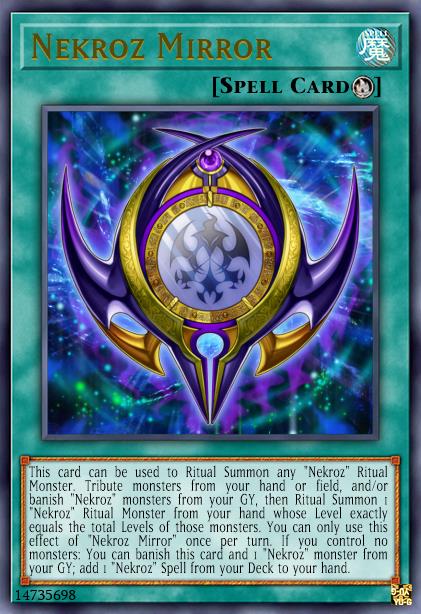 Nekroz Mirror
SPELL
魔
[Spell Card]
This card can be used to Ritual Summon any "Nekroz" Ritual
Monster. Tribute monsters from your hand or field, and/or
banish "Nekroz" monsters from your GY, then Ritual Summon 1
"Nekroz" Ritual Monster from your hand whose Level exactly
equals the total Levels of those monsters. You can only use this
effect of "Nekroz Mirror" once per turn. If you control no
monsters: You can banish this card and 1 "Nekroz" monster from
your GY; add 1 "Nekroz" Spell from your Deck to your hand.
14735698